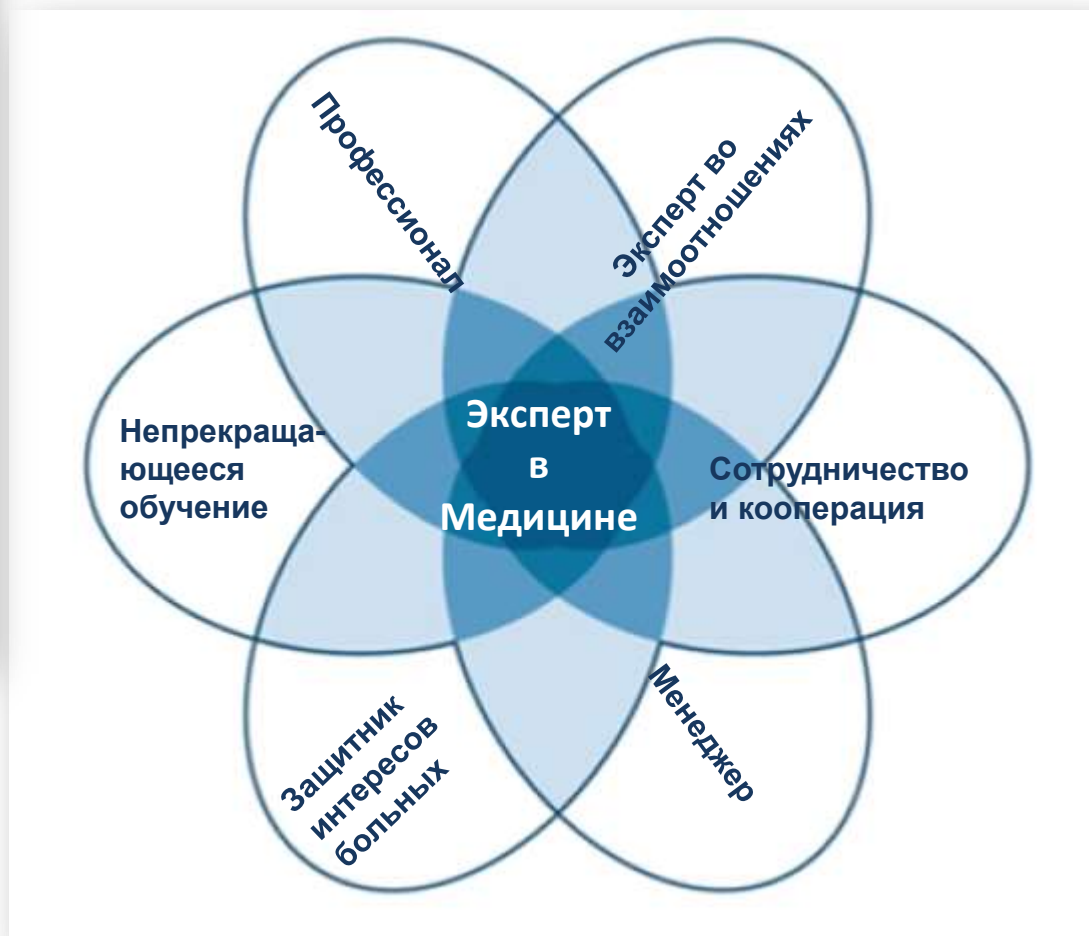 Профессионал
Эксперт во
взаимоотношениях
Непрекраща-
ющееся
обучение
Эксперт
в
Медицине
Сотрудничество
и кооперация
Защитник
интересов
больных
Менеджер